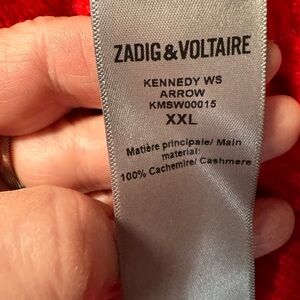 ZADIG & VOLTAIRE
KENNEDY WS
ARROW
KMSW00015
XXL
Matière principale/ Main
material:
100% Cachemire/ Cashmere